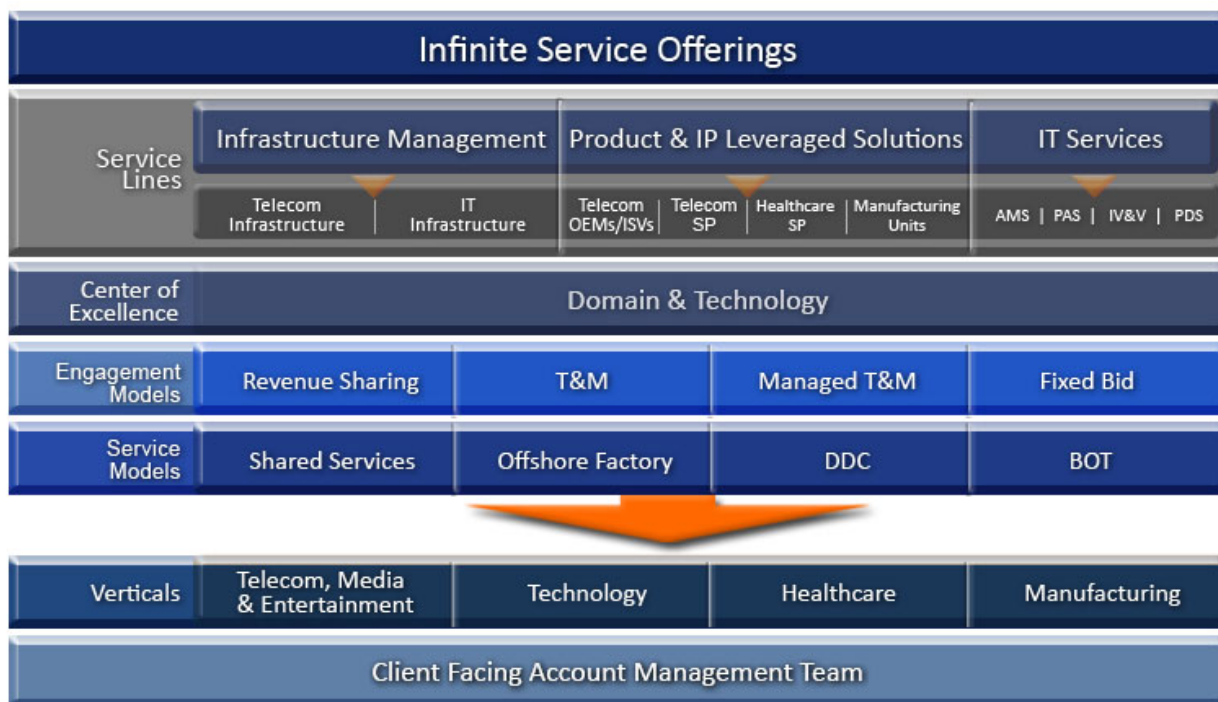 Infinite Service Offerings
Service
Lines
Infrastructure Management
Product & IP Leveraged Solutions
IT Services
Telecom
Infrastructure
IT
Infrastructure
Telecom
OEMs/ISVs
Telecom
SP
Healthcare
SP
Manufacturing
Units
AMS | PAS | IV&V | PDS
Center of
Excellence
Domain & Technology
Engagement
Models
Revenue Sharing
T&M
Managed T&M
Fixed Bid
Service
Models
Shared Services
Offshore Factory
DDC
BOT
Verticals
Telecom, Media
& Entertainment
Technology
Healthcare
Manufacturing
Client Facing Account Management Team